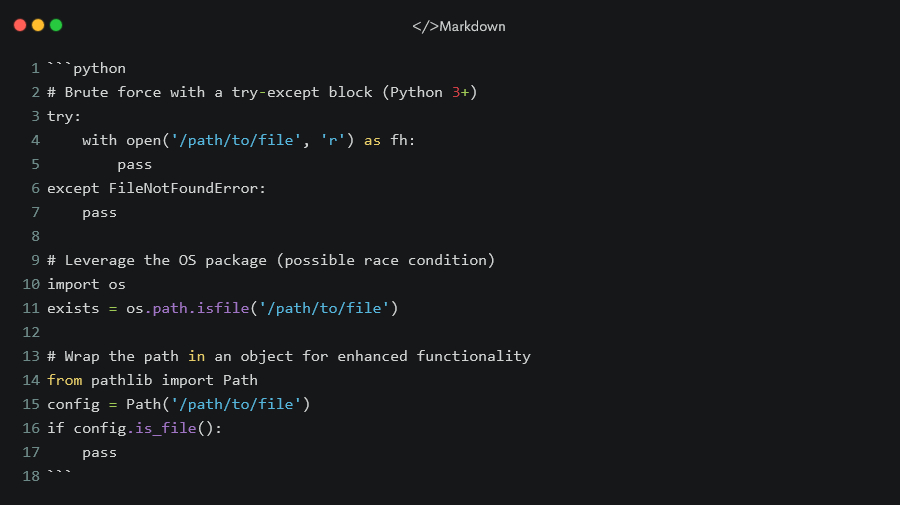 </>Markdown
1 ```python
2 # Brute force with a try-except block (Python 3+)
3 try:
4     with open('/path/to/file', 'r') as fh:
5         pass
6 except FileNotFoundError:
7     pass
8
9 # Leverage the OS package (possible race condition)
10 import os
11 exists = os.path.isfile('/path/to/file')
12
13 # Wrap the path in an object for enhanced functionality
14 from pathlib import Path
15 config = Path('/path/to/file')
16 if config.is_file():
17     pass
18 ```